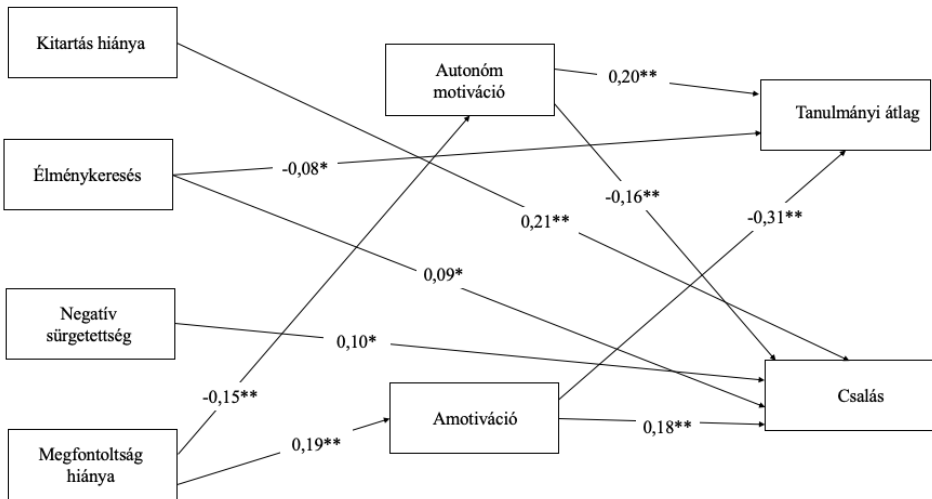 Kitartás hiánya
Autonóm
motiváció
0,20**
Tanulmányi átlag
Élménykeresés
-0,08*
-0,16**
0,21**
-0,31**
0,09*
Negatív
sürgetettség
0,10*
-0,15**
Csalás
Amotiváció
0,18**
0,19**
Megfontoltság
hiánya